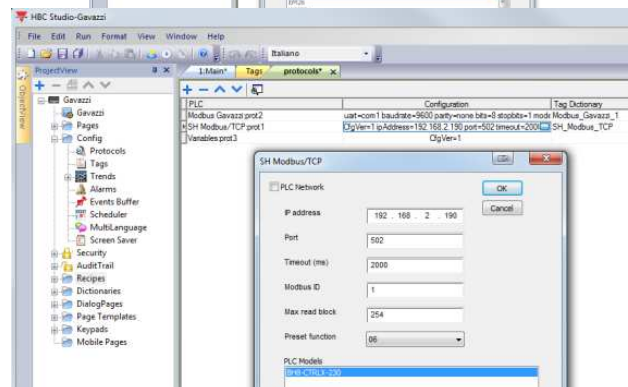 EM26
HBC Studio-Gavazzi
File Edit Run Format View Window Help
Italiano
ProjectView
1:Main* Tags protocols* x
ObjectView
Gavazzi
Gavazzi
Pages
Config
Protocols
Tags
Trends
Alarms
Events Buffer
Scheduler
MultiLanguage
Screen Saver
Security
AuditTrail
Recipes
Dictionaries
DialogPages
Page Templates
Keypads
Mobile Pages
PLC Configuration Tag Dictionary
Modbus Gavazzi:prot2 uart=com1 baudrate=9600 parity=none bits=8 stopbits=1 mode Modbus_Gavazzi_1
SH Modbus/TCP:prot1 CfgVer=1 ipAddress=192.168.2.190 port=502 timeout=2000 SH_Modbus_TCP
Variables:prot3 CfgVer=1
SH Modbus/TCP
PLC Network
OK
IP address 192 . 168 . 2 . 190
Cancel
Port 502
Timeout (ms) 2000
Modbus ID 1
Max read block 254
Preset function 06
PLC Models